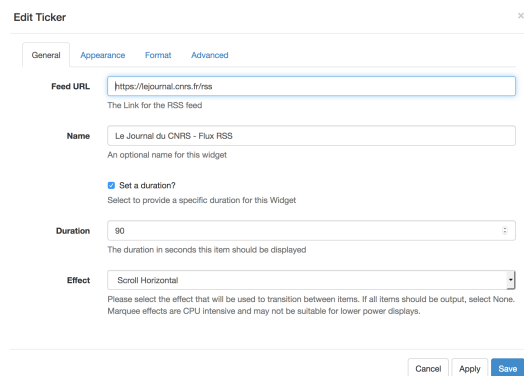 Edit Ticker
×
General Appearance Format Advanced
Feed URL https://lejournal.cnrs.fr/rss
The Link for the RSS feed
Name Le Journal du CNRS - Flux RSS
An optional name for this widget
Set a duration?
Select to provide a specific duration for this Widget
Duration 90
The duration in seconds this item should be displayed
Effect Scroll Horizontal
Please select the effect that will be used to transition between items. If all items should be output, select None.
Marquee effects are CPU intensive and may not be suitable for lower power displays.
Cancel Apply Save